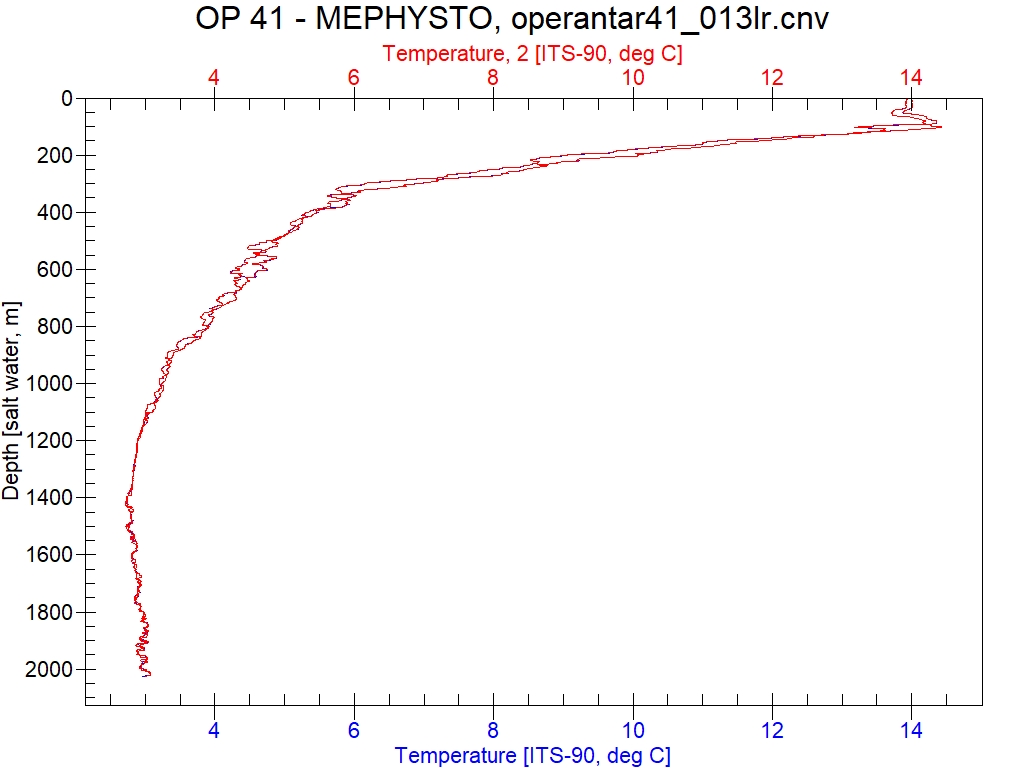 OP 41 - MEPHYSTO, operantar41_013lr.cnv
Temperature, 2 [ITS-90, deg C]
4 6 8 10 12 14
0
200
400
600
800
1000
1200
1400
1600
1800
2000
Depth [salt water, m]
4 6 8 10 12 14
Temperature [ITS-90, deg C]